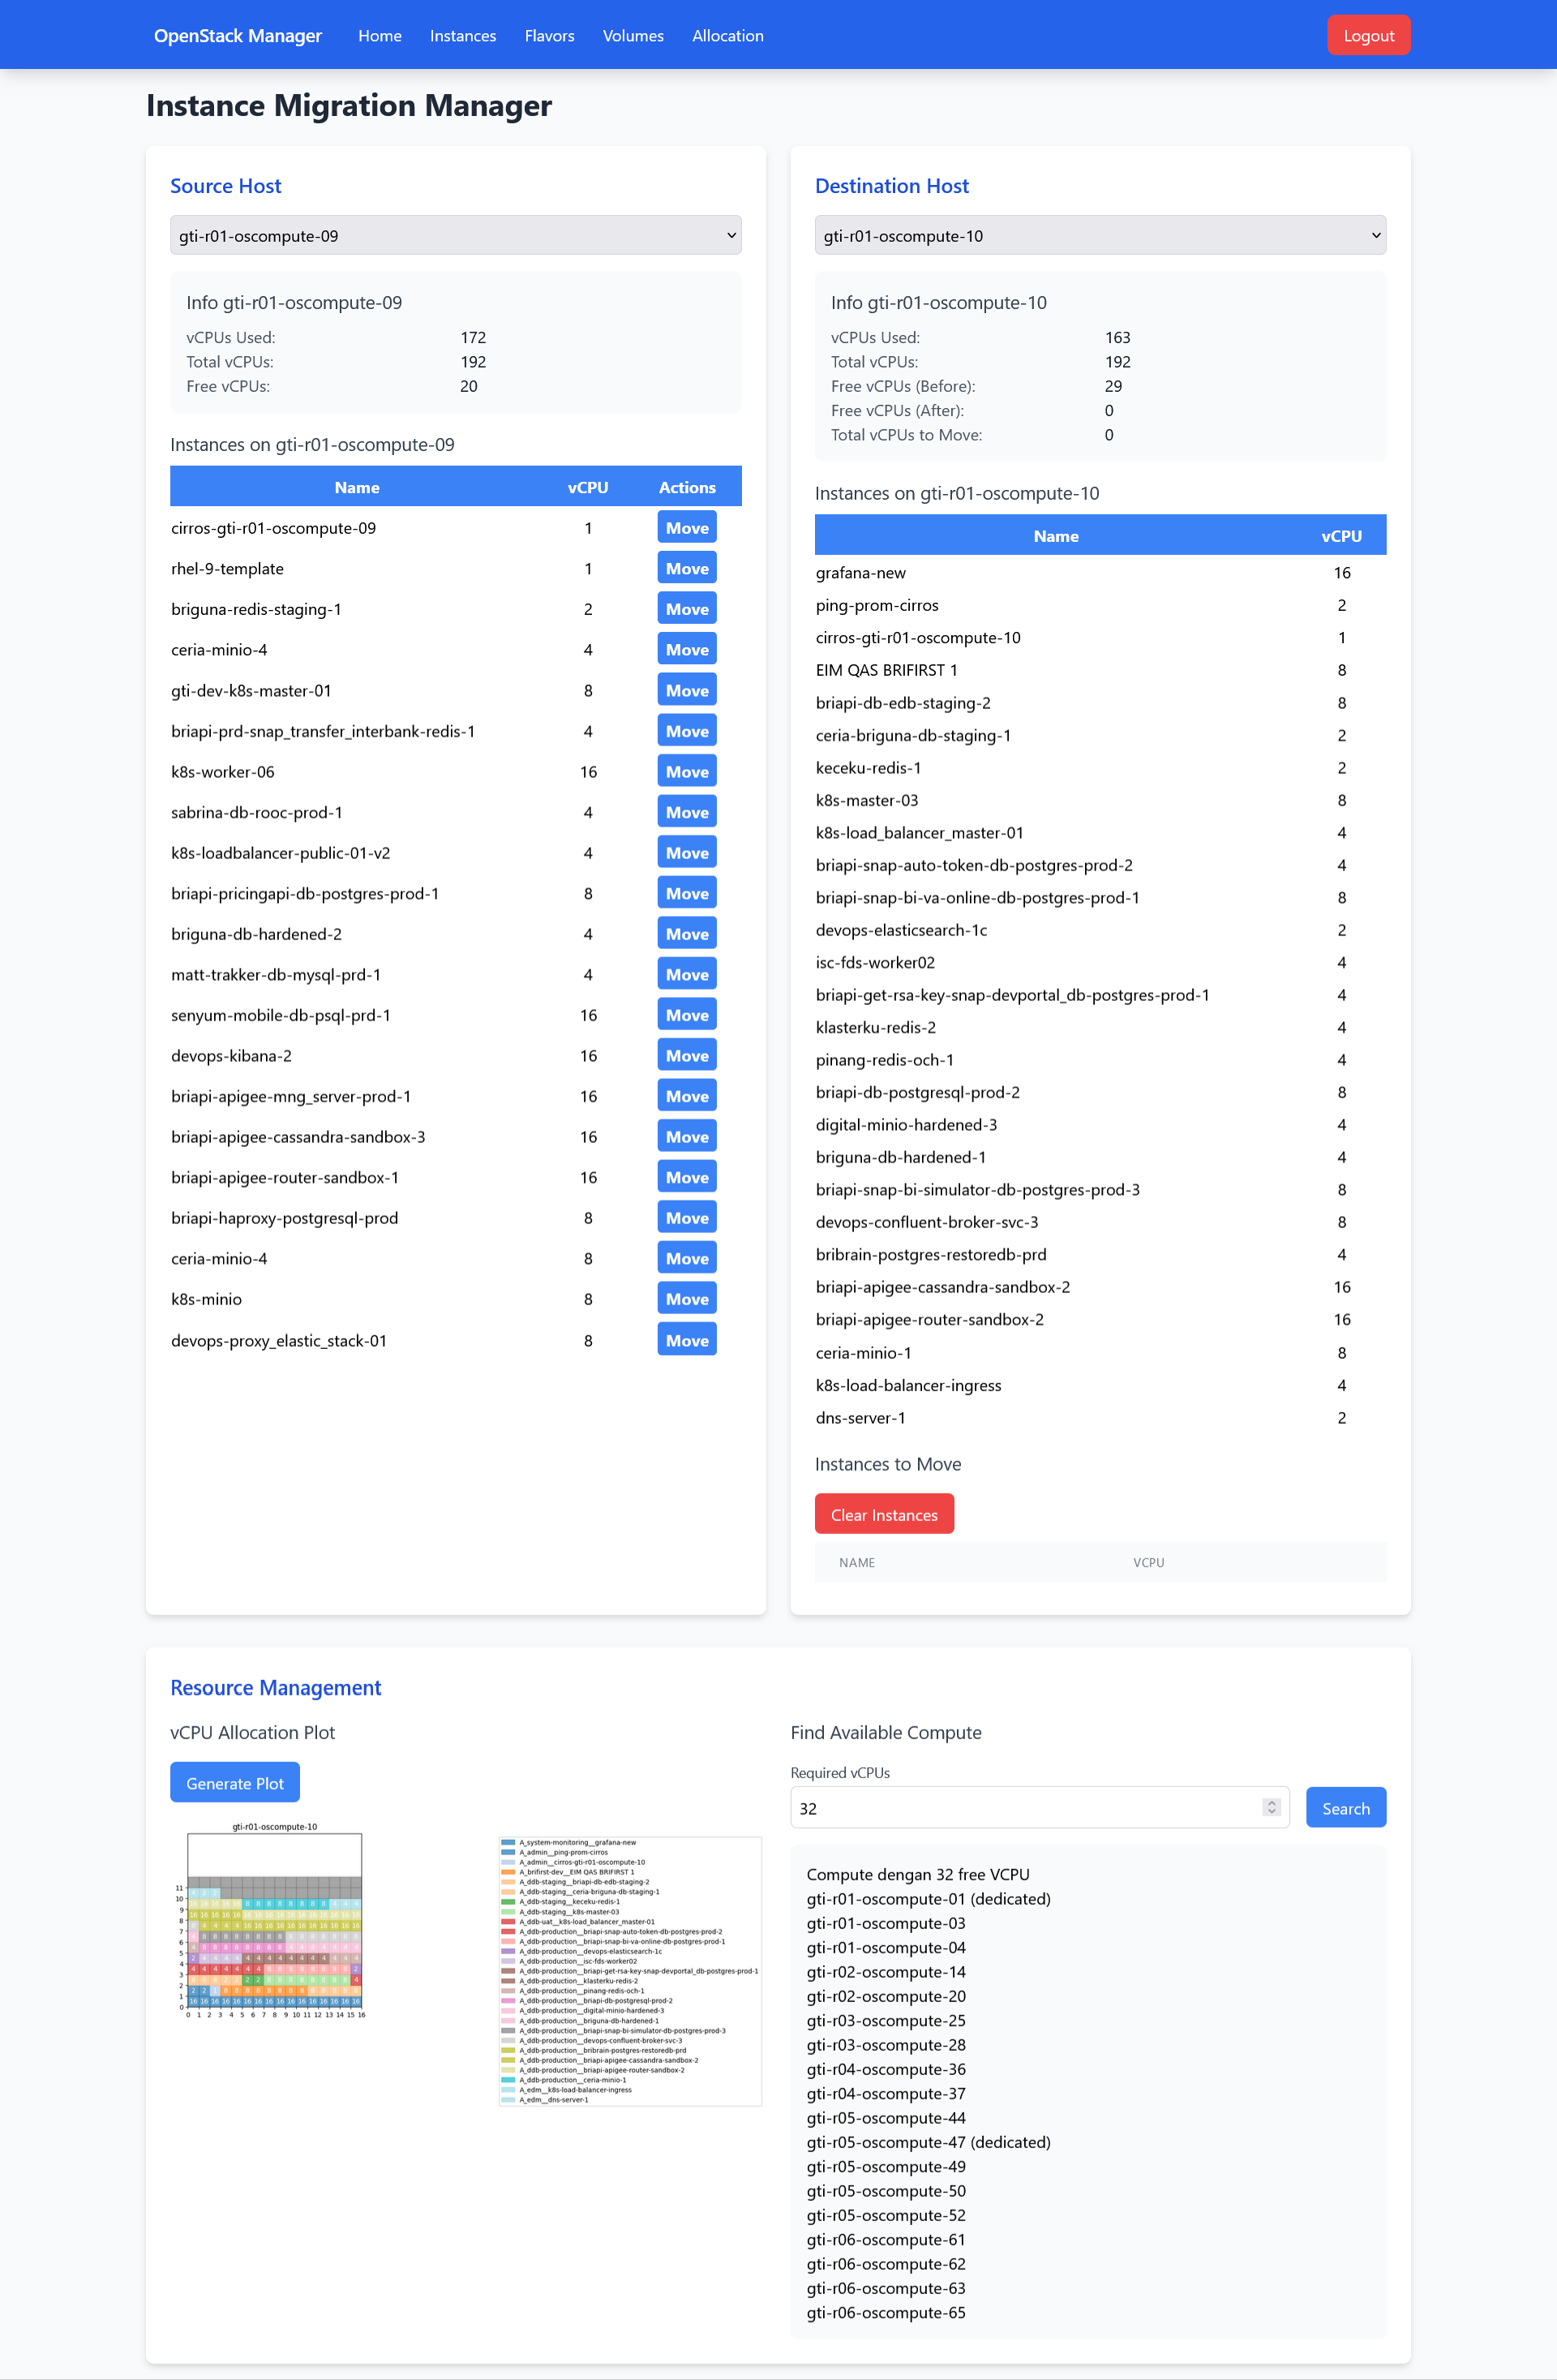 OpenStack Manager Home Instances Flavors Volumes Allocation Logout
Instance Migration Manager
Source Host
gti-r01-oscompute-09
Info gti-r01-oscompute-09
vCPUs Used: 172
Total vCPUs: 192
Free vCPUs: 20
Instances on gti-r01-oscompute-09
Name vCPU Actions
cirros-gti-r01-oscompute-09 1 Move
rhel-9-template 1 Move
briguna-redis-staging-1 2 Move
ceria-minio-4 4 Move
gti-dev-k8s-master-01 8 Move
briapi-prd-snap_transfer_interbank-redis-1 4 Move
k8s-worker-06 16 Move
sabrina-db-rooc-prod-1 4 Move
k8s-loadbalancer-public-01-v2 4 Move
briapi-pricingapi-db-postgres-prod-1 8 Move
briguna-db-hardened-2 4 Move
matt-trakker-db-mysql-prd-1 4 Move
senyum-mobile-db-psql-prd-1 16 Move
devops-kibana-2 16 Move
briapi-apigee-mng_server-prod-1 16 Move
briapi-apigee-cassandra-sandbox-3 16 Move
briapi-apigee-router-sandbox-1 16 Move
briapi-haproxy-postgresql-prod 8 Move
ceria-minio-4 8 Move
k8s-minio 8 Move
devops-proxy_elastic_stack-01 8 Move
Destination Host
gti-r01-oscompute-10
Info gti-r01-oscompute-10
vCPUs Used: 163
Total vCPUs: 192
Free vCPUs (Before): 29
Free vCPUs (After): 0
Total vCPUs to Move: 0
Instances on gti-r01-oscompute-10
Name vCPU
grafana-new 16
ping-prom-cirros 2
cirros-gti-r01-oscompute-10 1
EIM QAS BRIFIRST 1 8
briapi-db-edb-staging-2 8
ceria-briguna-db-staging-1 2
keceku-redis-1 2
k8s-master-03 8
k8s-load_balancer_master-01 4
briapi-snap-auto-token-db-postgres-prod-2 4
briapi-snap-bi-va-online-db-postgres-prod-1 8
devops-elasticsearch-1c 2
isc-fds-worker02 4
briapi-get-rsa-key-snap-devportal_db-postgres-prod-1 4
klasterku-redis-2 4
pinang-redis-och-1 4
briapi-db-postgresql-prod-2 8
digital-minio-hardened-3 4
briguna-db-hardened-1 4
briapi-snap-bi-simulator-db-postgres-prod-3 8
devops-confluent-broker-svc-3 8
bribrain-postgres-restoredb-prd 4
briapi-apigee-cassandra-sandbox-2 16
briapi-apigee-router-sandbox-2 16
ceria-minio-1 8
k8s-load-balancer-ingress 4
dns-server-1 2
Instances to Move
Clear Instances
NAME VCPU
Resource Management
vCPU Allocation Plot
Generate Plot
gti-r01-oscompute-10
11
10
9
8
7
6
5
4
3
2
1
0
0 1 2 3 4 5 6 7 8 9 10 11 12 13 14 15 16
A_system-monitoring__grafana-new
A_admin__ping-prom-cirros
A_admin__cirros-gti-r01-oscompute-10
A_brifirst-dev__EIM QAS BRIFIRST 1
A_ddb-staging__briapi-db-edb-staging-2
A_ddb-staging__ceria-briguna-db-staging-1
A_ddb-staging__keceku-redis-1
A_ddb-staging__k8s-master-03
A_ddb-uat__k8s-load_balancer_master-01
A_ddb-production__briapi-snap-auto-token-db-postgres-prod-2
A_ddb-production__briapi-snap-bi-va-online-db-postgres-prod-1
A_ddb-production__devops-elasticsearch-1c
A_ddb-production__isc-fds-worker02
A_ddb-production__briapi-get-rsa-key-snap-devportal_db-postgres-prod-1
A_ddb-production__klasterku-redis-2
A_ddb-production__pinang-redis-och-1
A_ddb-production__briapi-db-postgresql-prod-2
A_ddb-production__digital-minio-hardened-3
A_ddb-production__briguna-db-hardened-1
A_ddb-production__briapi-snap-bi-simulator-db-postgres-prod-3
A_ddb-production__devops-confluent-broker-svc-3
A_ddb-production__bribrain-postgres-restoredb-prd
A_ddb-production__briapi-apigee-cassandra-sandbox-2
A_ddb-production__briapi-apigee-router-sandbox-2
A_ddb-production__ceria-minio-1
A_edm__k8s-load-balancer-ingress
A_edm__dns-server-1
Find Available Compute
Required vCPUs
32 Search
Compute dengan 32 free VCPU
gti-r01-oscompute-01 (dedicated)
gti-r01-oscompute-03
gti-r01-oscompute-04
gti-r02-oscompute-14
gti-r02-oscompute-20
gti-r03-oscompute-25
gti-r03-oscompute-28
gti-r04-oscompute-36
gti-r04-oscompute-37
gti-r05-oscompute-44
gti-r05-oscompute-47 (dedicated)
gti-r05-oscompute-49
gti-r05-oscompute-50
gti-r05-oscompute-52
gti-r06-oscompute-61
gti-r06-oscompute-62
gti-r06-oscompute-63
gti-r06-oscompute-65